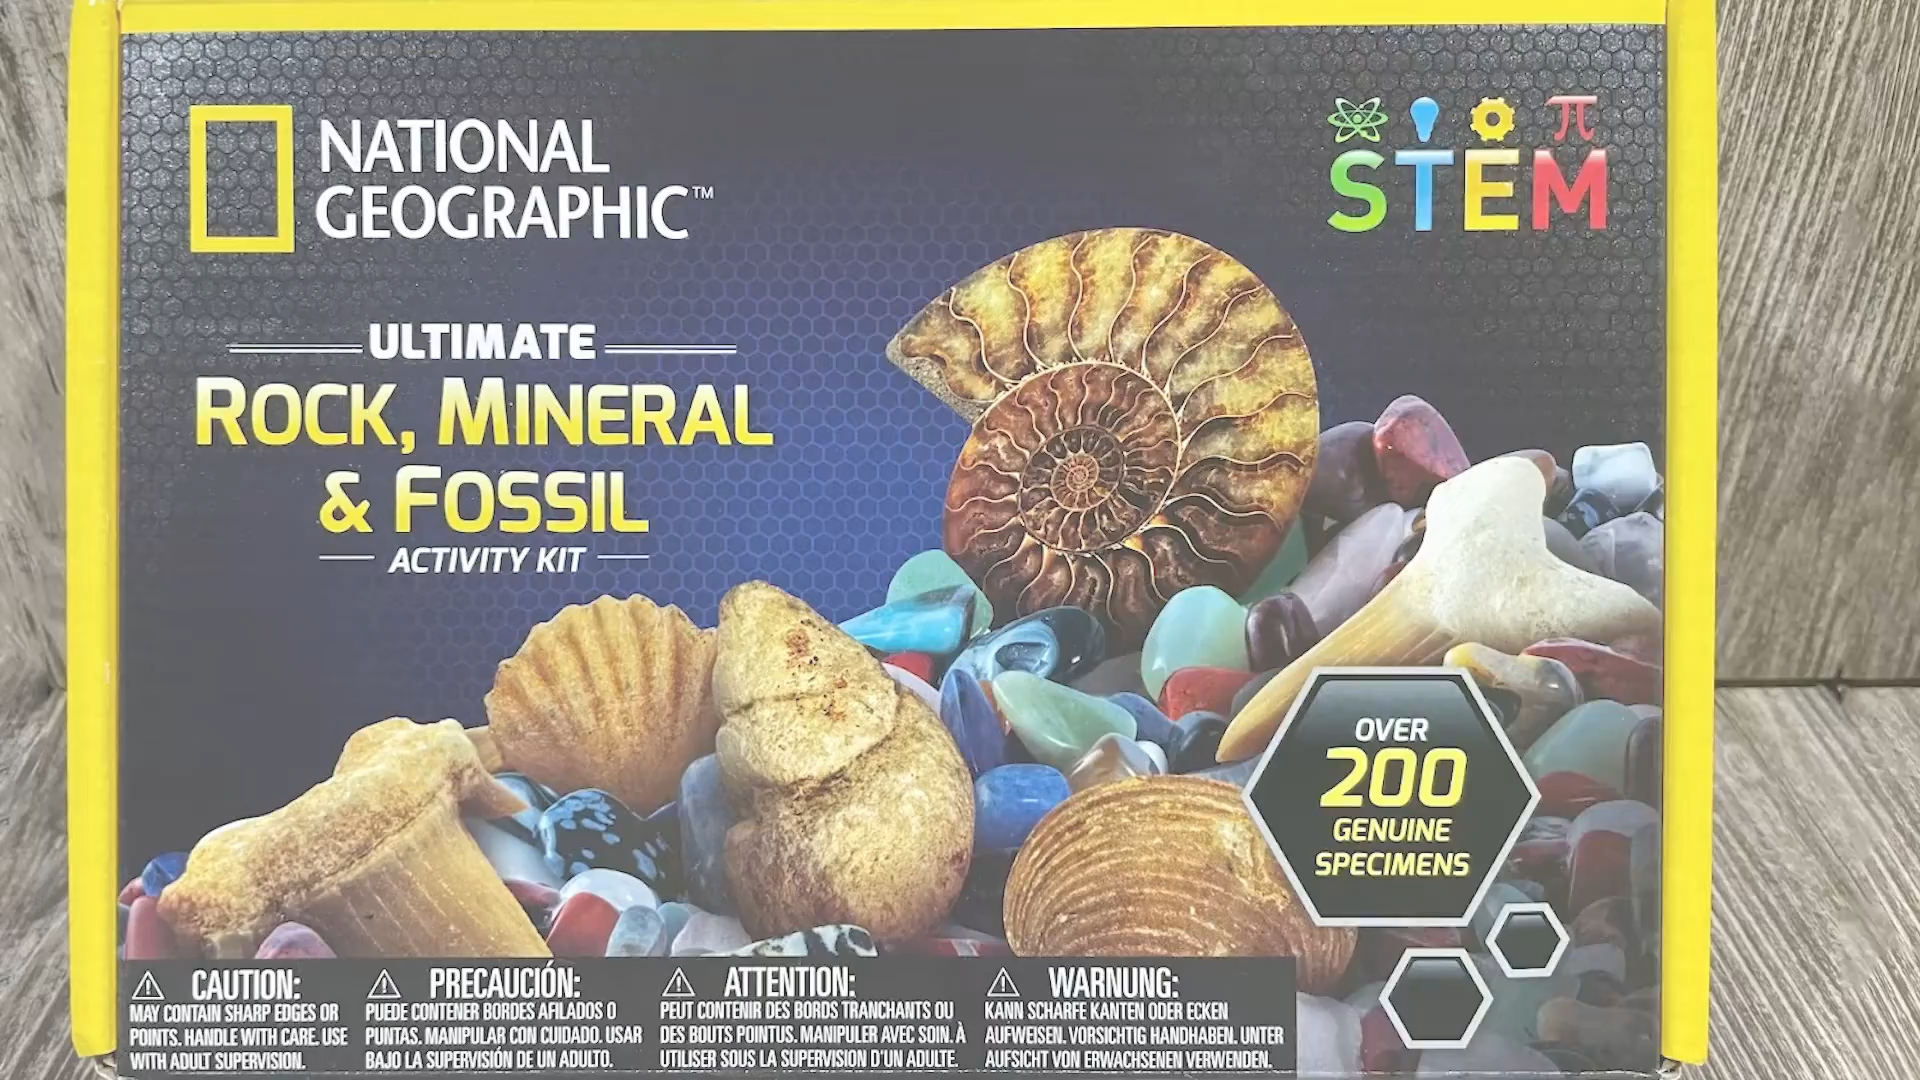 NATIONAL
GEOGRAPHIC™
STEM
ULTIMATE
ROCK, MINERAL
& FOSSIL
ACTIVITY KIT
OVER
200
GENUINE
SPECIMENS
CAUTION:
MAY CONTAIN SHARP EDGES OR
POINTS. HANDLE WITH CARE. USE
WITH ADULT SUPERVISION.
PRECAUCIÓN:
PUEDE CONTENER BORDES AFILADOS O
PUNTAS. MANIPULAR CON CUIDADO. USAR
BAJO LA SUPERVISIÓN DE UN ADULTO.
ATTENTION:
PEUT CONTENIR DES BORDS TRANCHANTS OU
DES BOUTS POINTUS. MANIPULER AVEC SOIN. À
UTILISER SOUS LA SUPERVISION D'UN ADULTE.
WARNUNG:
KANN SCHARFE KANTEN ODER ECKEN
AUFWEISEN. VORSICHTIG HANDHABEN. UNTER
AUFSICHT VON ERWACHSENEN VERWENDEN.